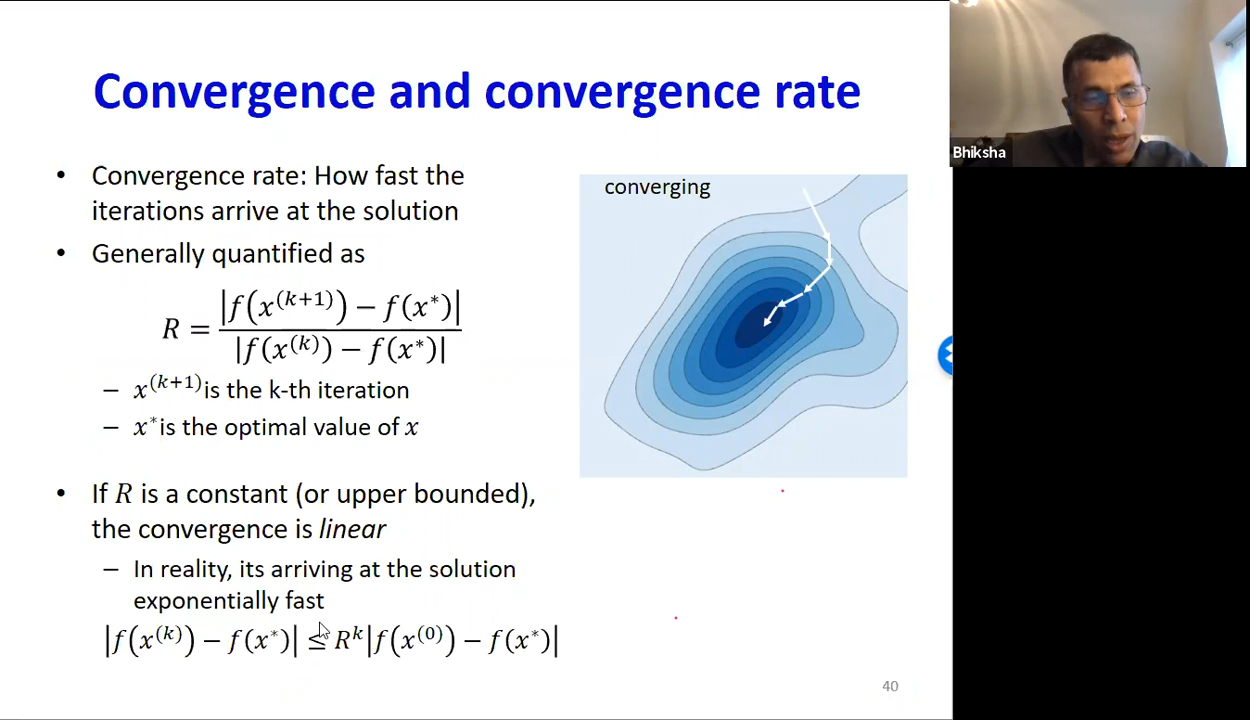 Convergence and convergence rate
• Convergence rate: How fast the
iterations arrive at the solution
• Generally quantified as
R = |f(x^(k+1)) − f(x*)| / |f(x^(k)) − f(x*)|
– x^(k+1) is the k-th iteration
– x* is the optimal value of x
• If R is a constant (or upper bounded),
the convergence is linear
– In reality, its arriving at the solution
exponentially fast
|f(x^(k)) − f(x*)| ≤ R^k|f(x^(0)) − f(x*)|
converging
40
Bhiksha